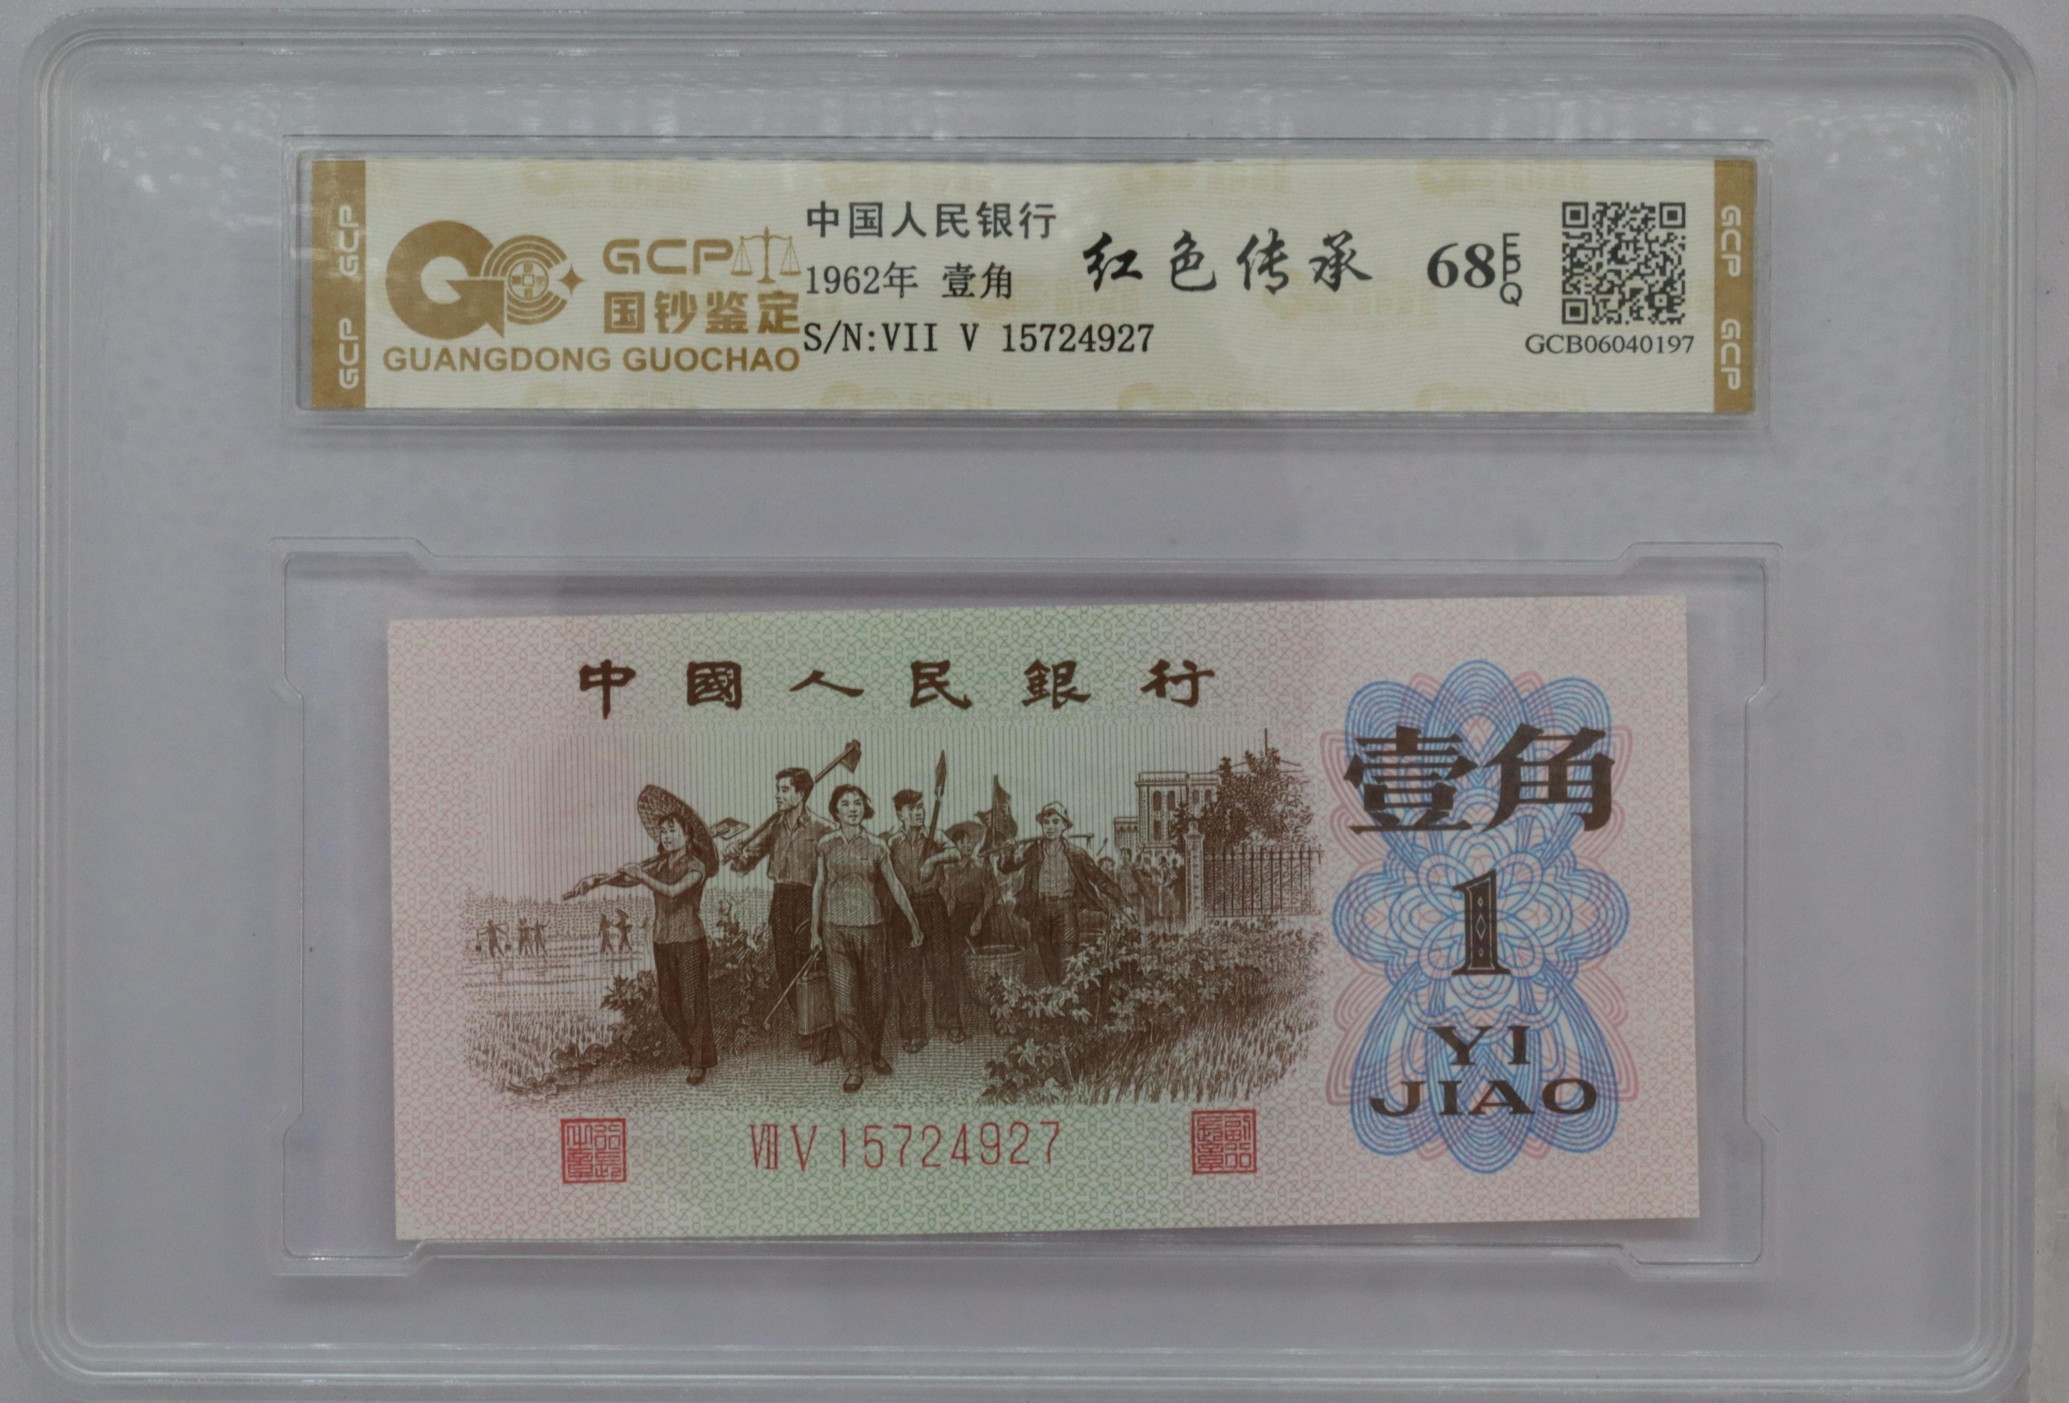 GCP GCP
GCP
国钞鉴定
GUANGDONG GUOCHAO
中国人民银行
1962年 壹角
S/N:VII V 15724927
红色传承
68 EPQ
GCB06040197
GCP GCP
中國人民銀行
壹角
1
YI
JIAO
VII V 15724927